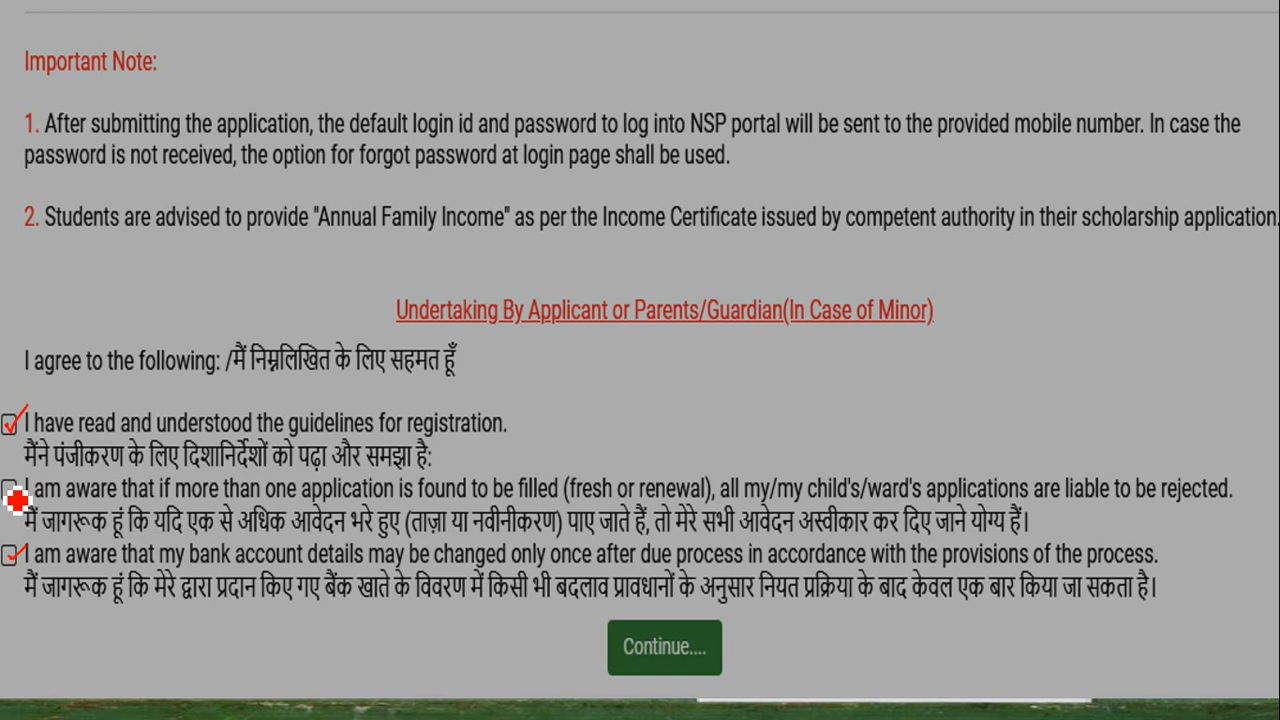 Important Note:
1. After submitting the application, the default login id and password to log into NSP portal will be sent to the provided mobile number. In case the
password is not received, the option for forgot password at login page shall be used.
2. Students are advised to provide "Annual Family Income" as per the Income Certificate issued by competent authority in their scholarship application.
Undertaking By Applicant or Parents/Guardian(In Case of Minor)
I agree to the following: /मैं निम्नलिखित के लिए सहमत हूँ
I have read and understood the guidelines for registration.
मैंने पंजीकरण के लिए दिशानिर्देशों को पढ़ा और समझा है:
I am aware that if more than one application is found to be filled (fresh or renewal), all my/my child's/ward's applications are liable to be rejected.
मैं जागरूक हूं कि यदि एक से अधिक आवेदन भरे हुए (ताज़ा या नवीनीकरण) पाए जाते हैं, तो मेरे सभी आवेदन अस्वीकार कर दिए जाने योग्य हैं।
I am aware that my bank account details may be changed only once after due process in accordance with the provisions of the process.
मैं जागरूक हूं कि मेरे द्वारा प्रदान किए गए बैंक खाते के विवरण में किसी भी बदलाव प्रावधानों के अनुसार नियत प्रक्रिया के बाद केवल एक बार किया जा सकता है।
Continue....